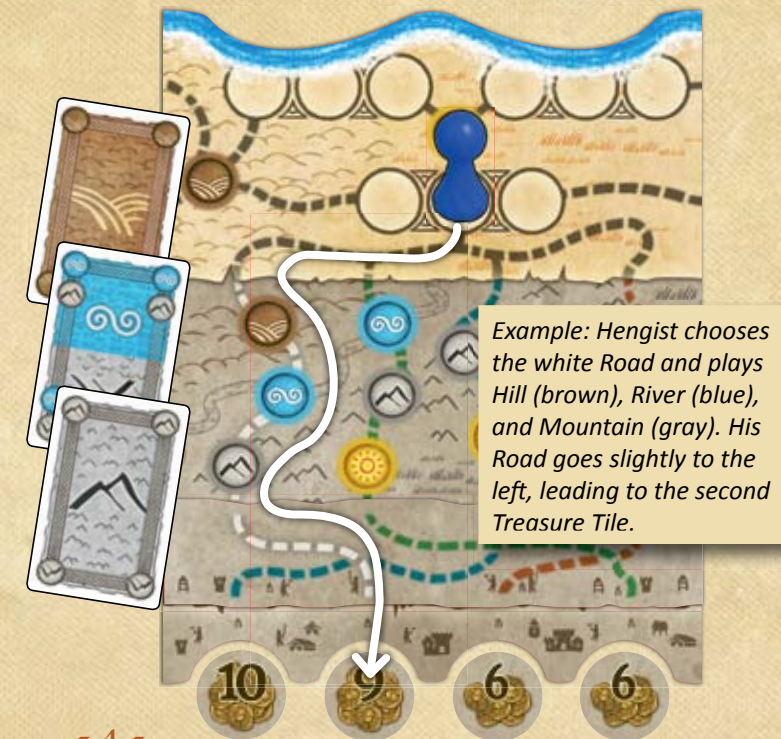 Example: Hengist chooses
the white Road and plays
Hill (brown), River (blue),
and Mountain (gray). His
Road goes slightly to the
left, leading to the second
Treasure Tile.
10 9 6 6